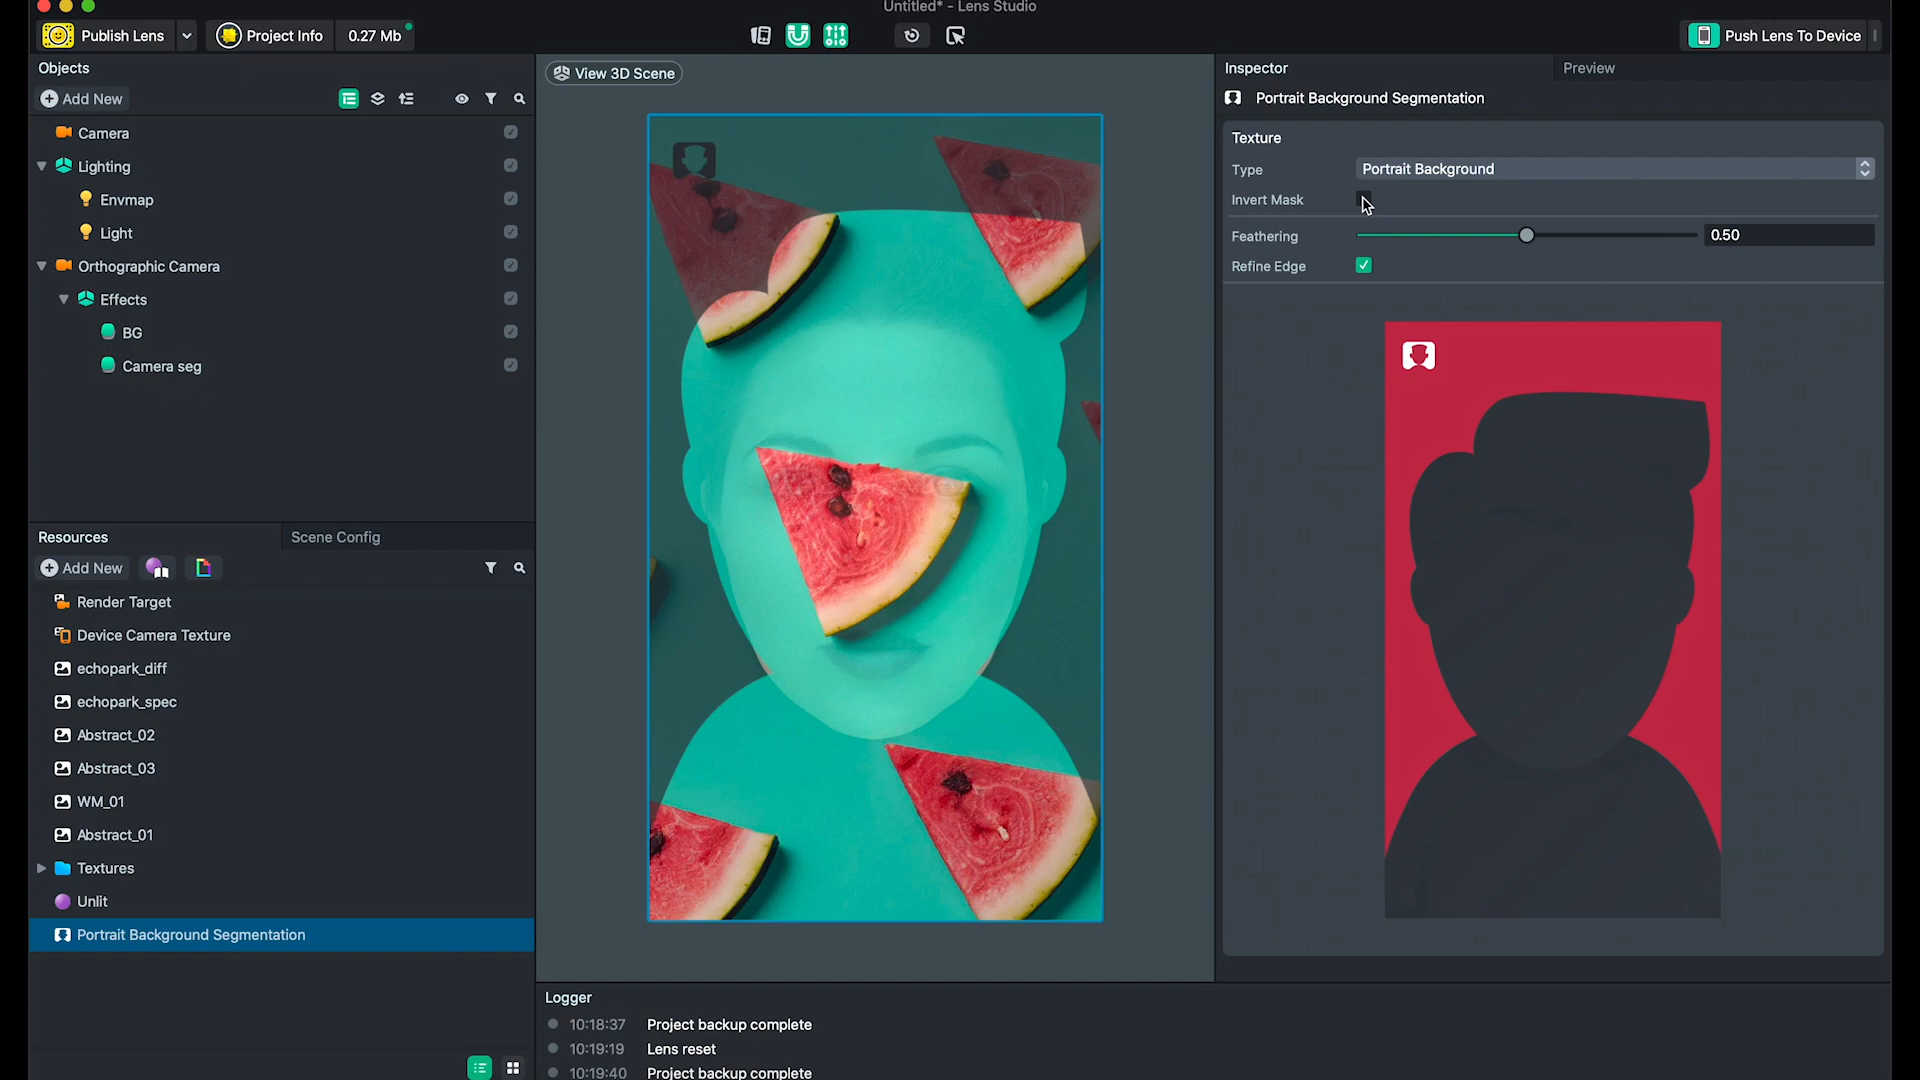 Untitled* - Lens Studio
Publish Lens
Project Info
0.27 Mb
Push Lens To Device
Objects
Add New
Camera
Lighting
Envmap
Light
Orthographic Camera
Effects
BG
Camera seg
Resources
Scene Config
Add New
Render Target
Device Camera Texture
echopark_diff
echopark_spec
Abstract_02
Abstract_03
WM_01
Abstract_01
Textures
Unlit
Portrait Background Segmentation
View 3D Scene
Logger
10:18:37 Project backup complete
10:19:19 Lens reset
10:19:40 Project backup complete
Inspector
Preview
Portrait Background Segmentation
Texture
Type Portrait Background
Invert Mask
Feathering 0.50
Refine Edge